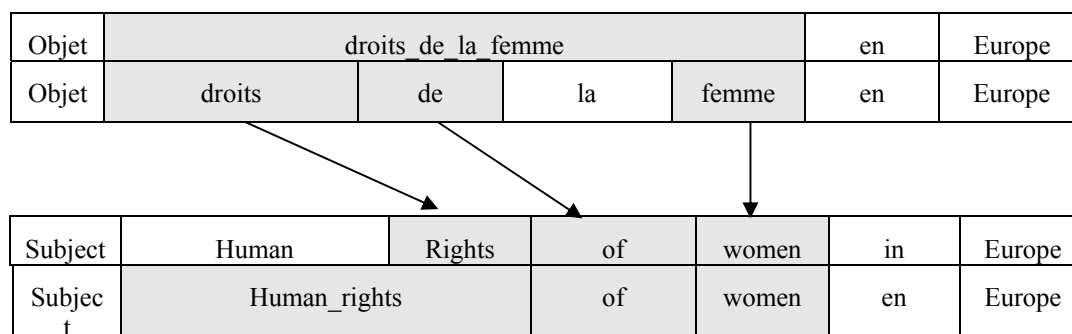 Objet droits_de_la_femme en Europe
Objet droits de la femme en Europe
Subject Human Rights of women in Europe
Subjec Human_rights of women en Europe
t